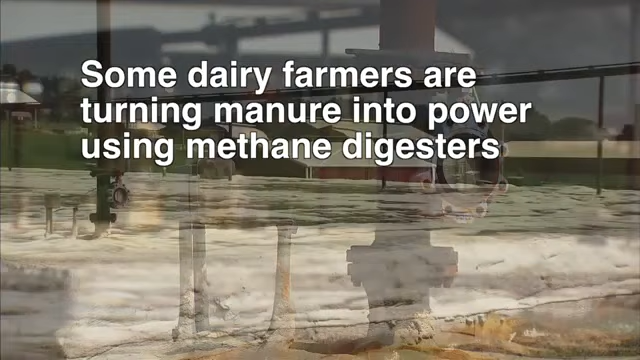 Some dairy farmers are
turning manure into power
using methane digesters